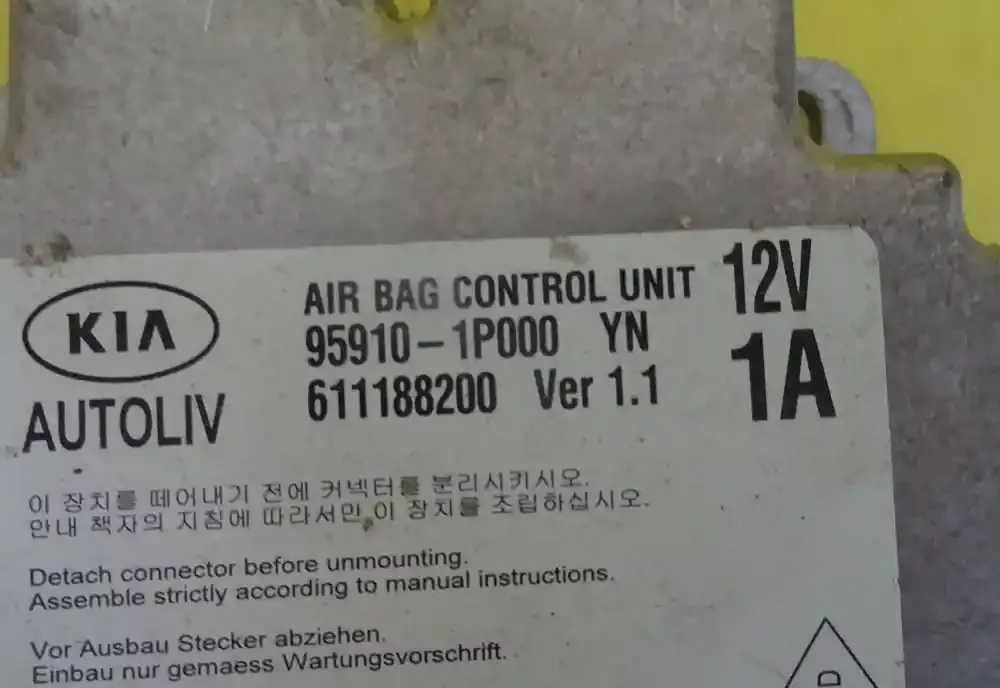 KIA
AUTOLIV
AIR BAG CONTROL UNIT
95910-1P000 YN
611188200 Ver 1.1
12V
1A
이 장치를 떼어내기 전에 커넥터를 분리시키시오.
안내 책자의 지침에 따라서만 이 장치를 조립하십시오.
Detach connector before unmounting.
Assemble strictly according to manual instructions.
Vor Ausbau Stecker abziehen.
Einbau nur gemaess Wartungsvorschrift.
D